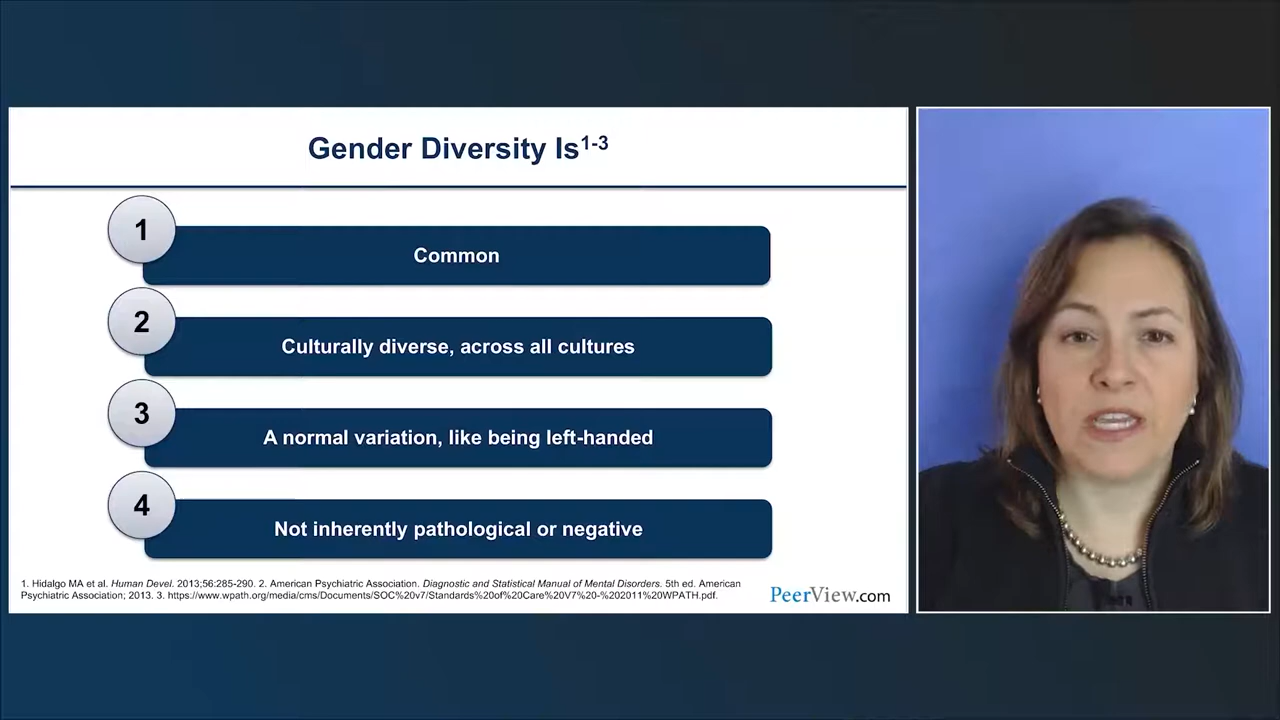 Gender Diversity Is1-3
1
Common
2
Culturally diverse, across all cultures
3
A normal variation, like being left-handed
4
Not inherently pathological or negative
1. Hidalgo MA et al. Human Devel. 2013;56:285-290. 2. American Psychiatric Association. Diagnostic and Statistical Manual of Mental Disorders. 5th ed. American
Psychiatric Association; 2013. 3. https://www.wpath.org/media/cms/Documents/SOC%20v7/Standards%20of%20Care%20V7%20-%202011%20WPATH.pdf.
PeerView.com